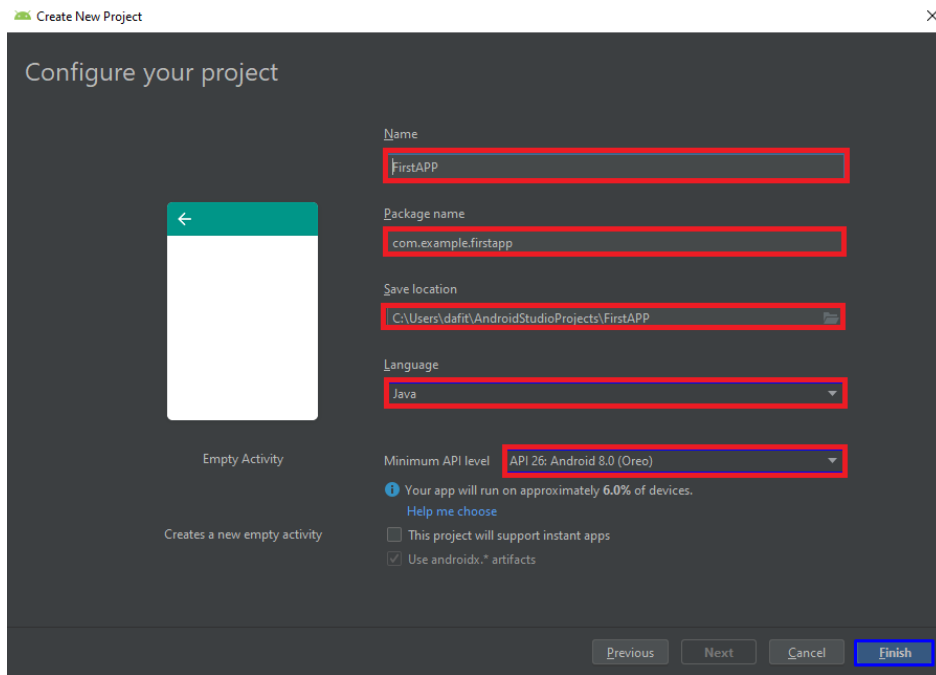 Create New Project
Configure your project
Name
FirstAPP
Package name
com.example.firstapp
Save location
C:\Users\dafit\AndroidStudioProjects\FirstAPP
Language
Java
Empty Activity
Minimum API level API 26: Android 8.0 (Oreo)
Your app will run on approximately 6.0% of devices.
Help me choose
Creates a new empty activity
This project will support instant apps
Use androidx.* artifacts
Previous
Next
Cancel
Finish